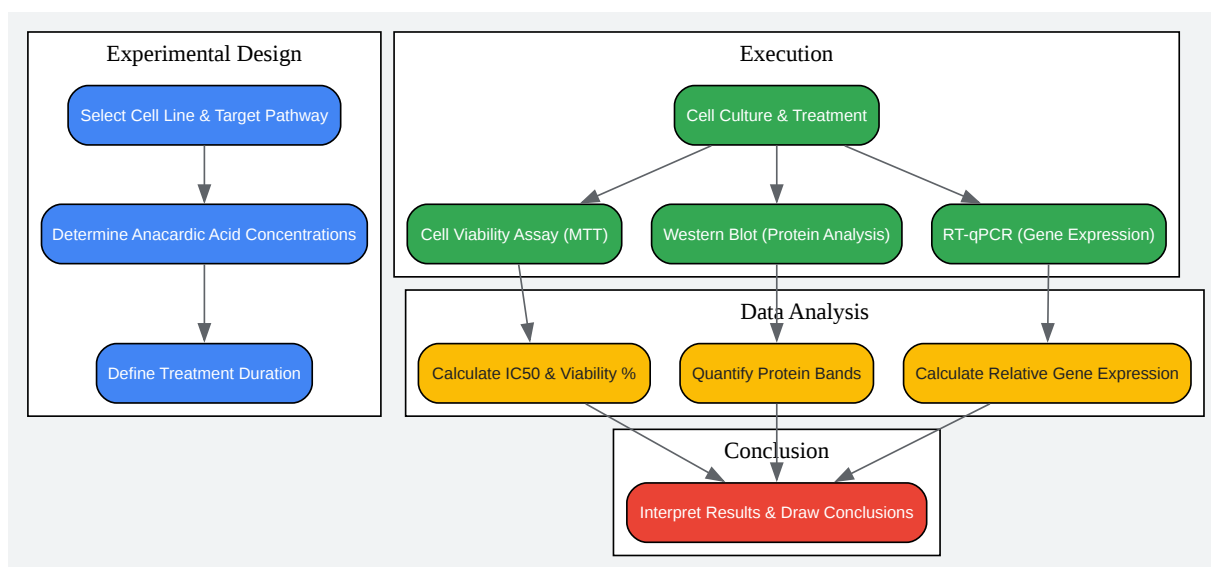 Experimental Design
Select Cell Line & Target Pathway
Determine Anacardic Acid Concentrations
Define Treatment Duration
Execution
Cell Culture & Treatment
Cell Viability Assay (MTT)
Western Blot (Protein Analysis)
RT-qPCR (Gene Expression)
Data Analysis
Calculate IC50 & Viability %
Quantify Protein Bands
Calculate Relative Gene Expression
Conclusion
Interpret Results & Draw Conclusions